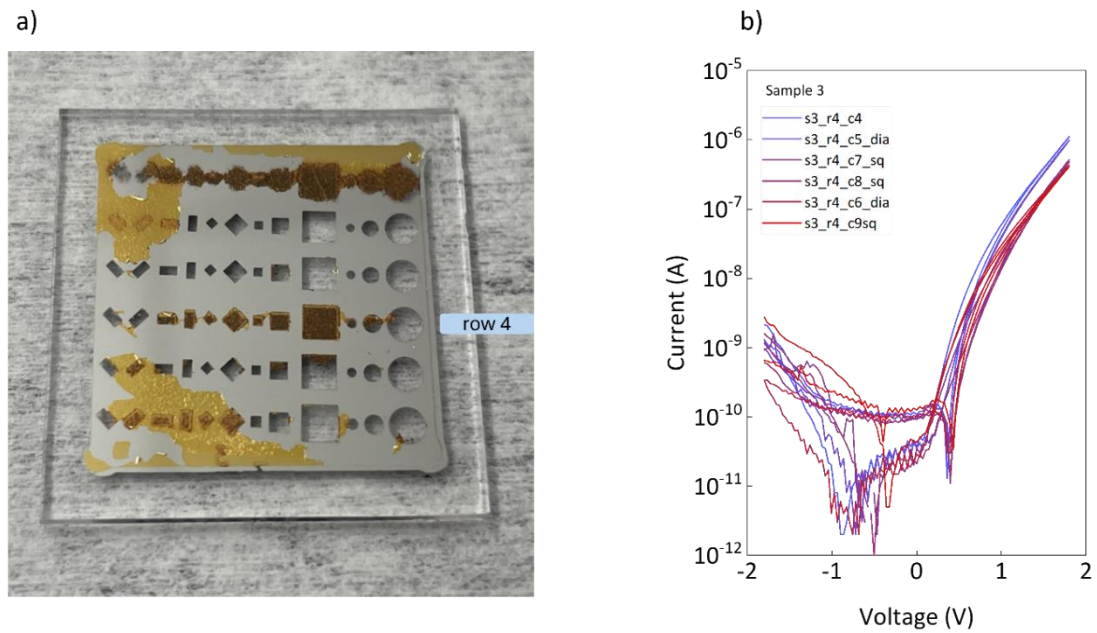 a)
row 4
b)
Sample 3
s3_r4_c4
s3_r4_c5_dia
s3_r4_c7_sq
s3_r4_c8_sq
s3_r4_c6_dia
s3_r4_c9sq
10⁻⁵
10⁻⁶
10⁻⁷
10⁻⁸
10⁻⁹
10⁻¹⁰
10⁻¹¹
10⁻¹²
Current (A)
-2 -1 0 1 2
Voltage (V)